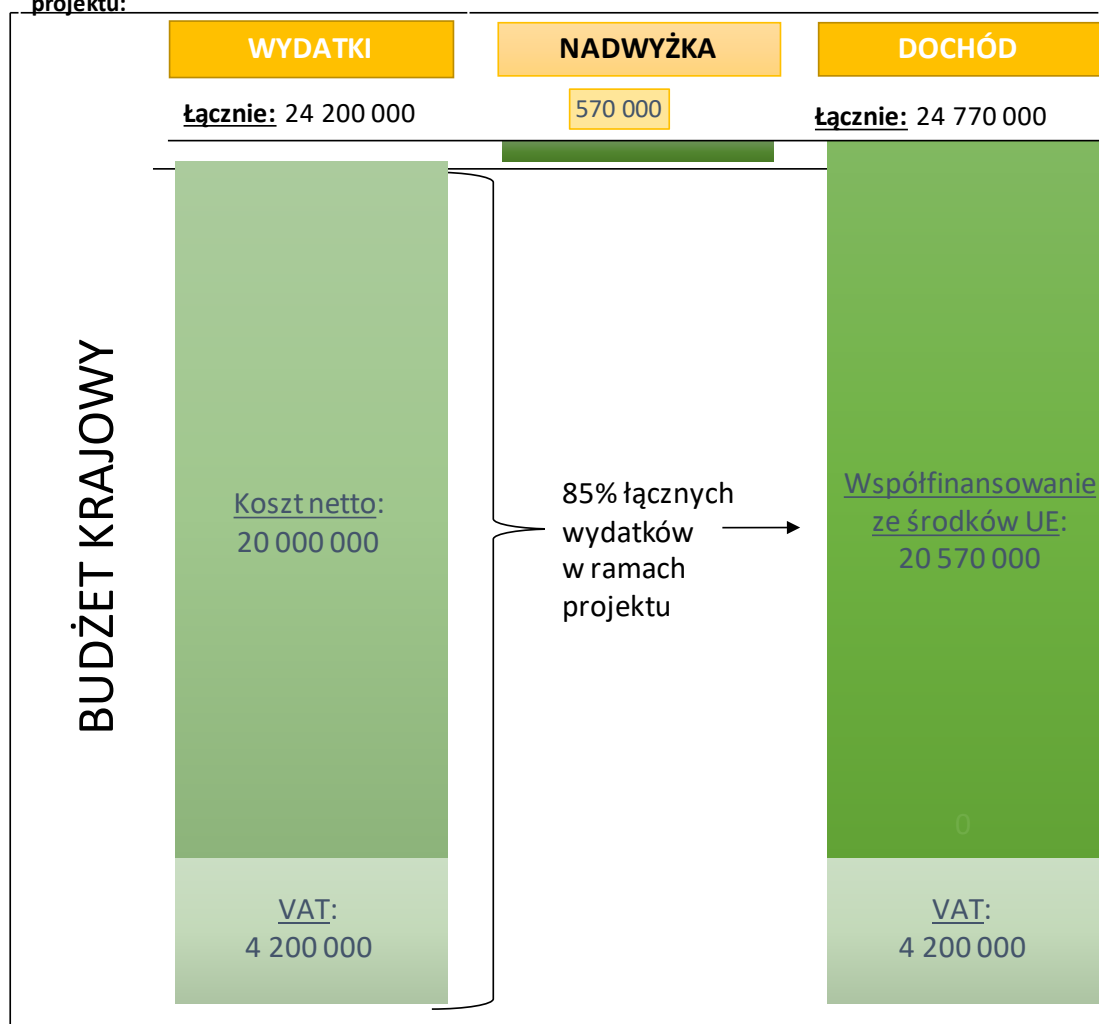 projektu:
WYDATKI
NADWYŻKA
DOCHÓD
Łącznie: 24 200 000
570 000
Łącznie: 24 770 000
BUDŻET KRAJOWY
Koszt netto:
20 000 000
85% łącznych
wydatków
w ramach
projektu
Współfinansowanie
ze środków UE:
20 570 000
0
VAT:
4 200 000
VAT:
4 200 000